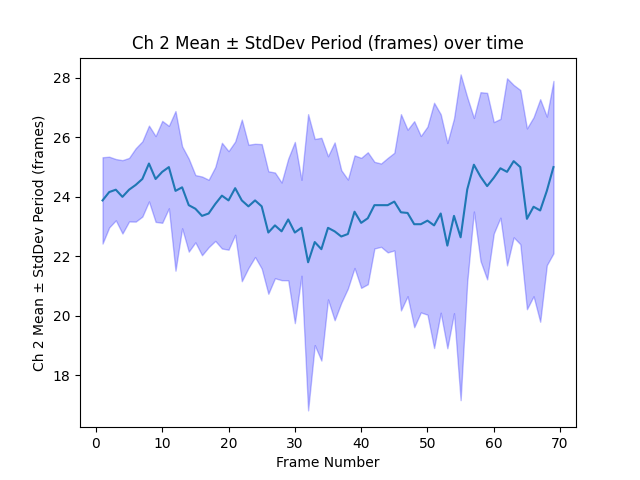 Ch 2 Mean ± StdDev Period (frames) over time
Ch 2 Mean ± StdDev Period (frames)
28
26
24
22
20
18
0 10 20 30 40 50 60 70
Frame Number